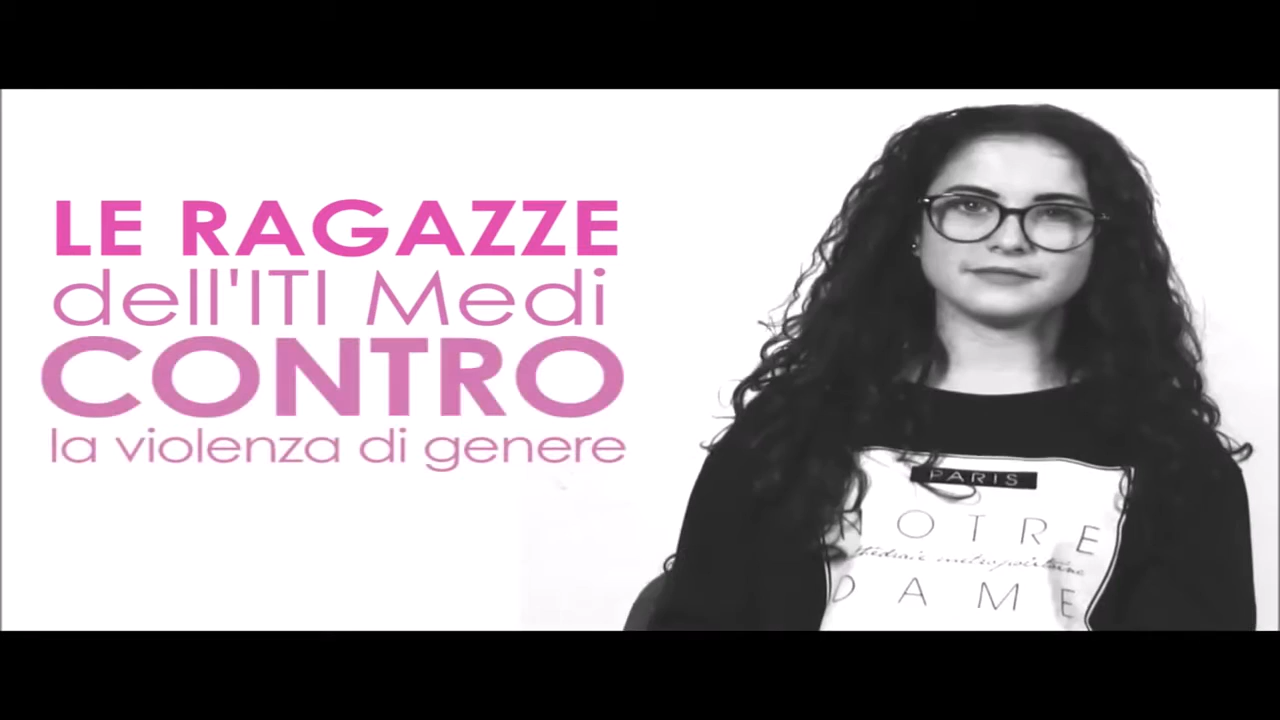 LE RAGAZZE
dell'ITI Medi
CONTRO
la violenza di genere
PARIS
NOTRE
DAME